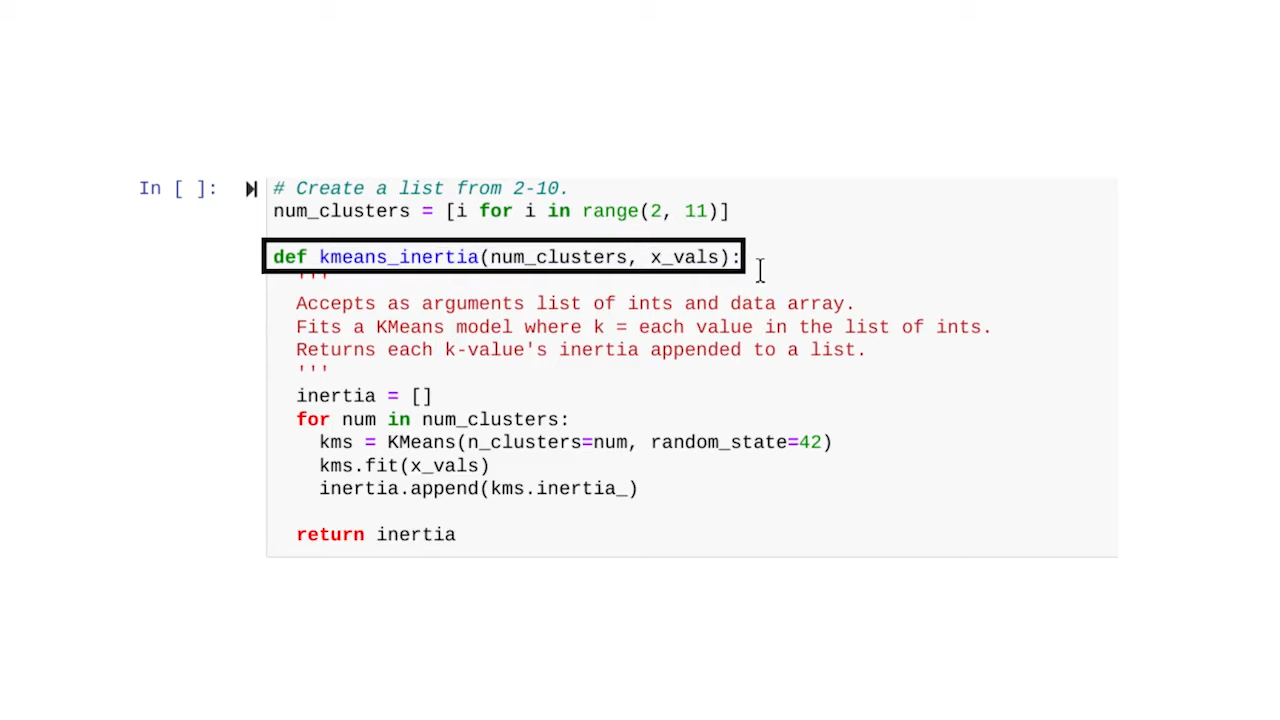 In [ ]:
# Create a list from 2-10.
num_clusters = [i for i in range(2, 11)]
def kmeans_inertia(num_clusters, x_vals):
'''
Accepts as arguments list of ints and data array.
Fits a KMeans model where k = each value in the list of ints.
Returns each k-value's inertia appended to a list.
'''
inertia = []
for num in num_clusters:
kms = KMeans(n_clusters=num, random_state=42)
kms.fit(x_vals)
inertia.append(kms.inertia_)
return inertia